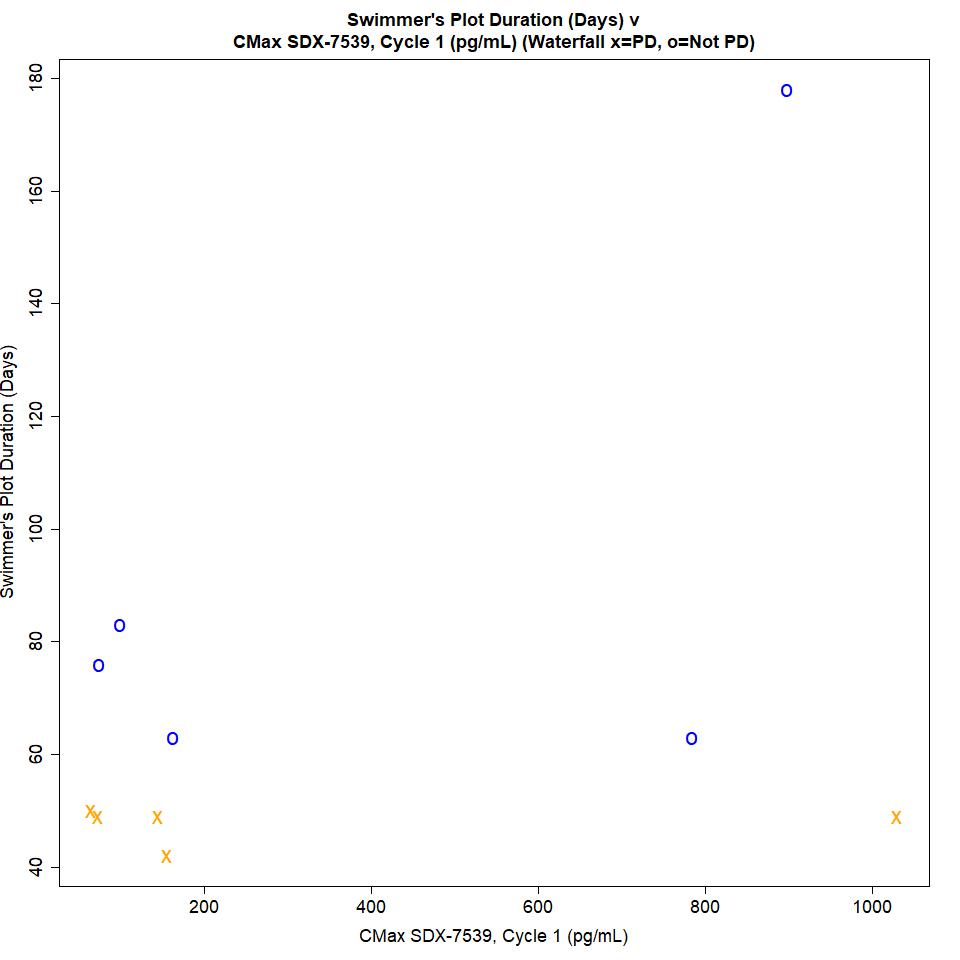 Swimmer's Plot Duration (Days) v
CMax SDX-7539, Cycle 1 (pg/mL) (Waterfall x=PD, o=Not PD)
Swimmer's Plot Duration (Days)
180
160
140
120
100
80
60
40
O
O
O
O
O
X
X
X
X
X
200
400
600
800
1000
CMax SDX-7539, Cycle 1 (pg/mL)